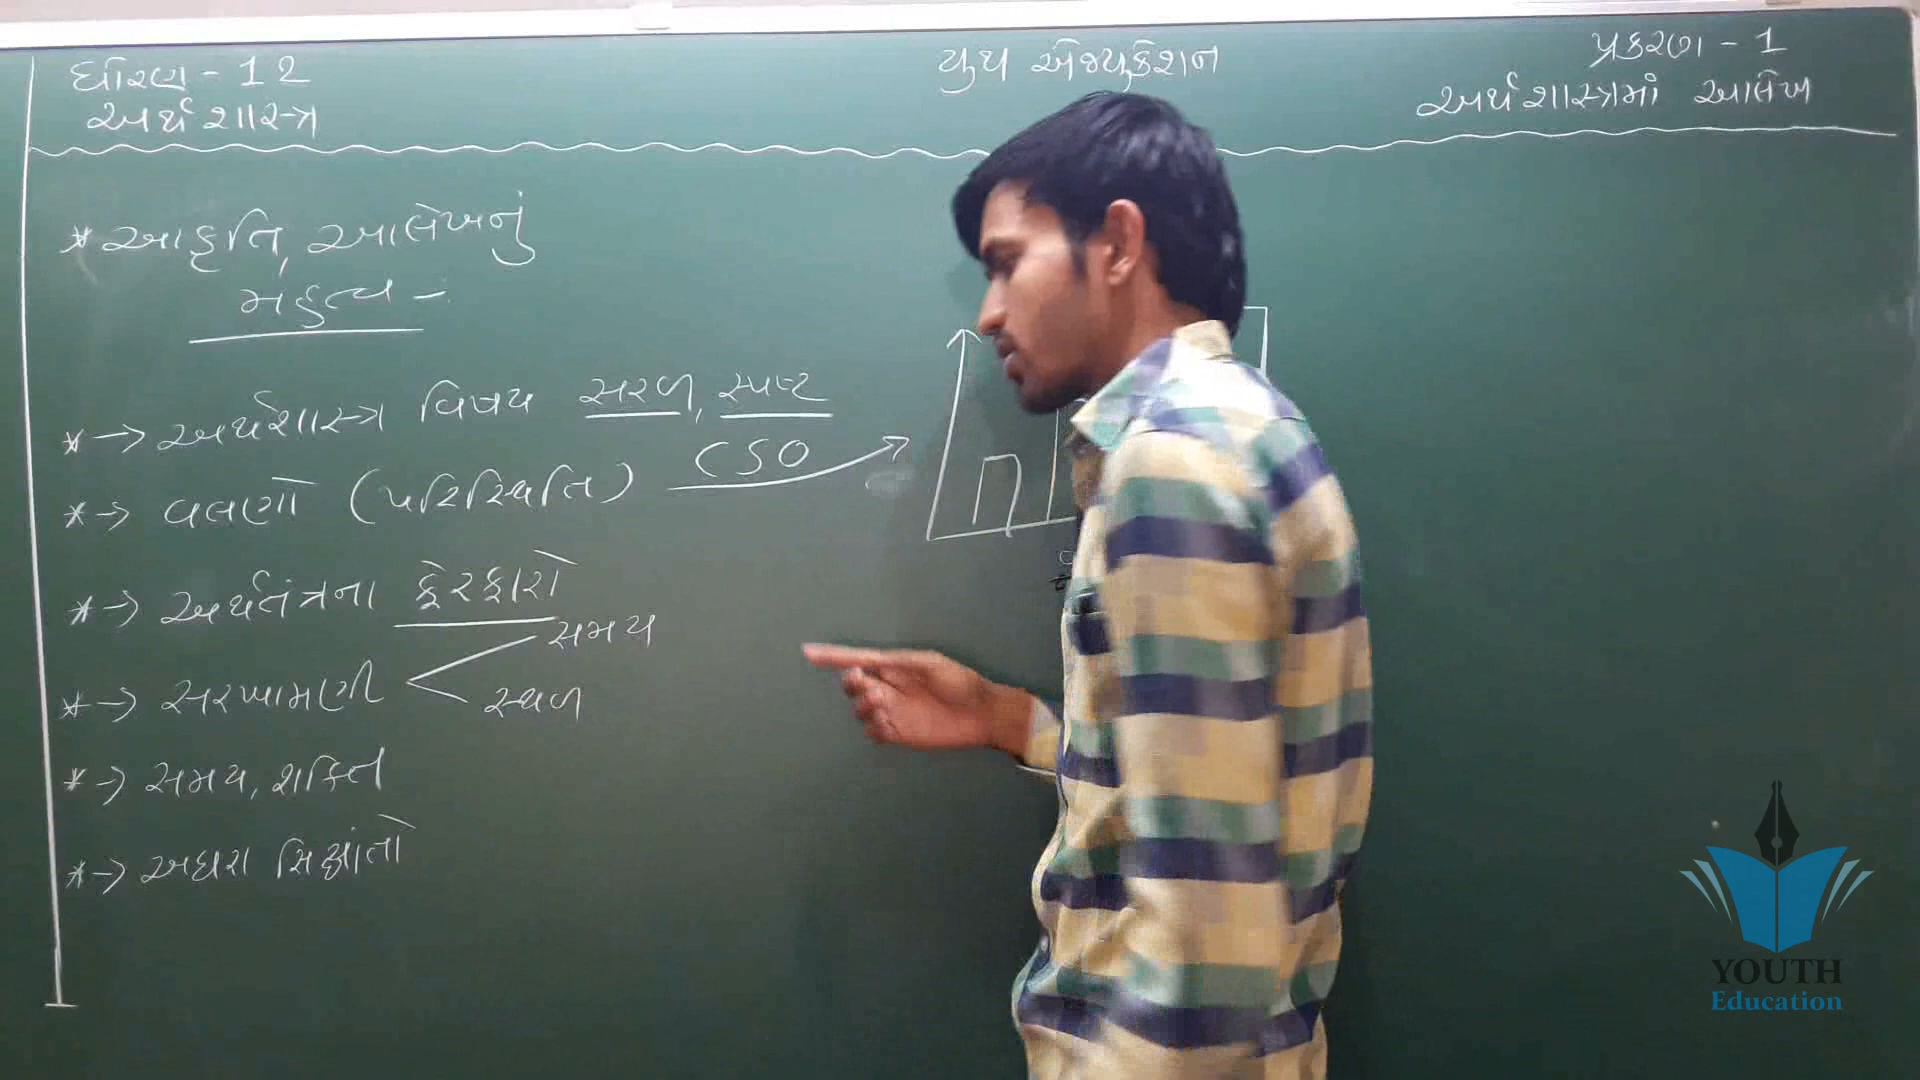 ધોરણ - 12
અર્થશાસ્ત્ર
યુથ એજ્યુકેશન
પ્રકરણ - 1
અર્થશાસ્ત્રમાં આલેખ
* આકૃતિ, આલેખનું
મહત્વ -:
* → અર્થશાસ્ત્ર વિષય સરળ, સ્પષ્ટ
* → વલણો (પરિસ્થિતિ) CSO
* → અર્થતંત્રના ફેરફારો
* → સરખામણી
સમય
સ્થળ
* → સમય, શક્તિ
* → અઘરા સિદ્ધાંતો
YOUTH
Education